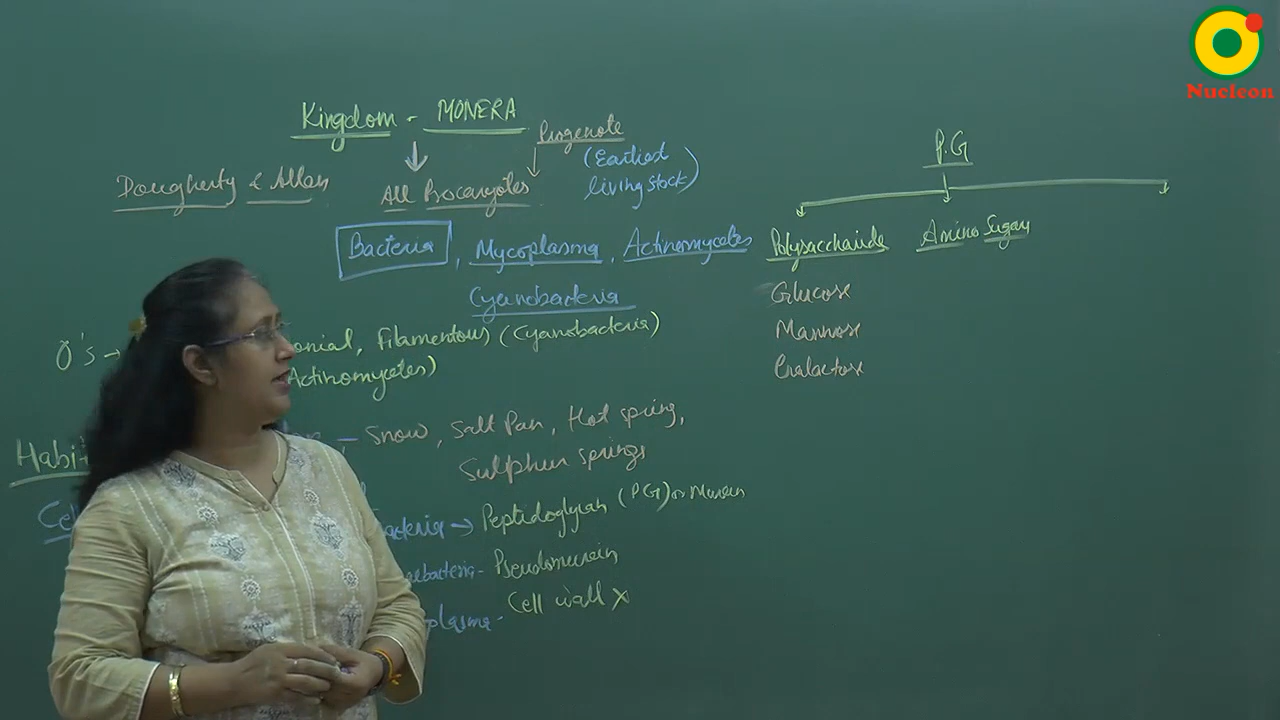 Nucleon
Kingdom - MONERA
Progenote
(Earliest
living stock)
Dougherty & Allan
All Procaryotes
Bacteria, Mycoplasma, Actinomycetes
Cyanobacteria
O's → onial, Filamentous (Cyanobacteria)
Actinomycetes)
Habit - Snow, Salt Pan, Hot spring,
Sulphur springs
Cel bacteria → Peptidoglycan (PG) or Murein
aebacteria - Pseudomurein
plasma - Cell wall x
P.G
Polysaccharide Amino Sugar
Glucose
Mannose
Galactose